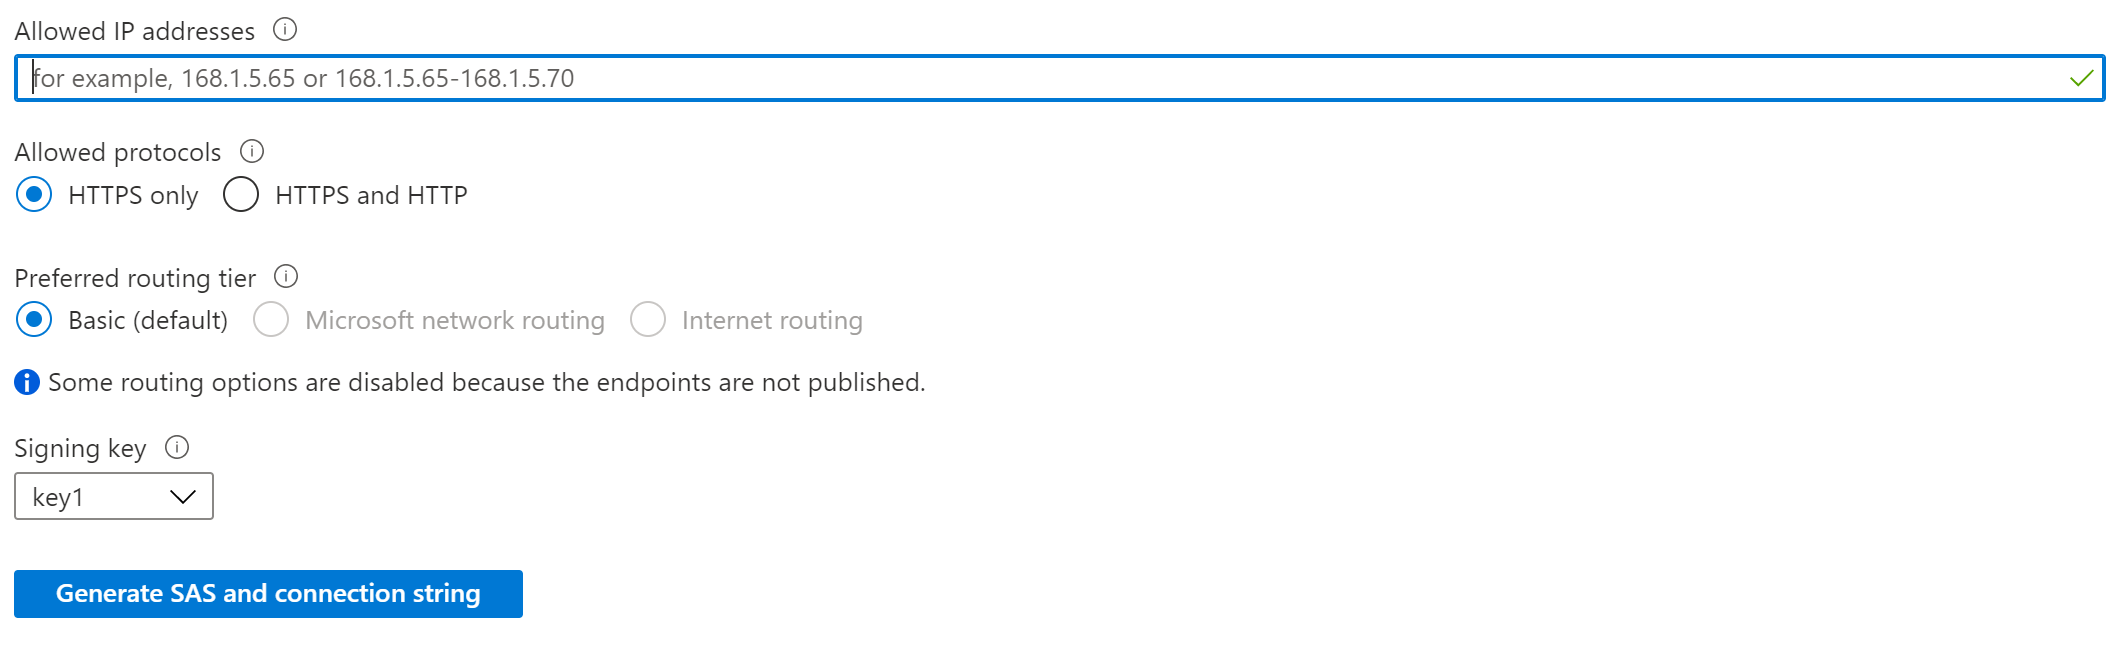 Allowed IP addresses
for example, 168.1.5.65 or 168.1.5.65-168.1.5.70
Allowed protocols
HTTPS only HTTPS and HTTP
Preferred routing tier
Basic (default) Microsoft network routing Internet routing
Some routing options are disabled because the endpoints are not published.
Signing key
key1
Generate SAS and connection string